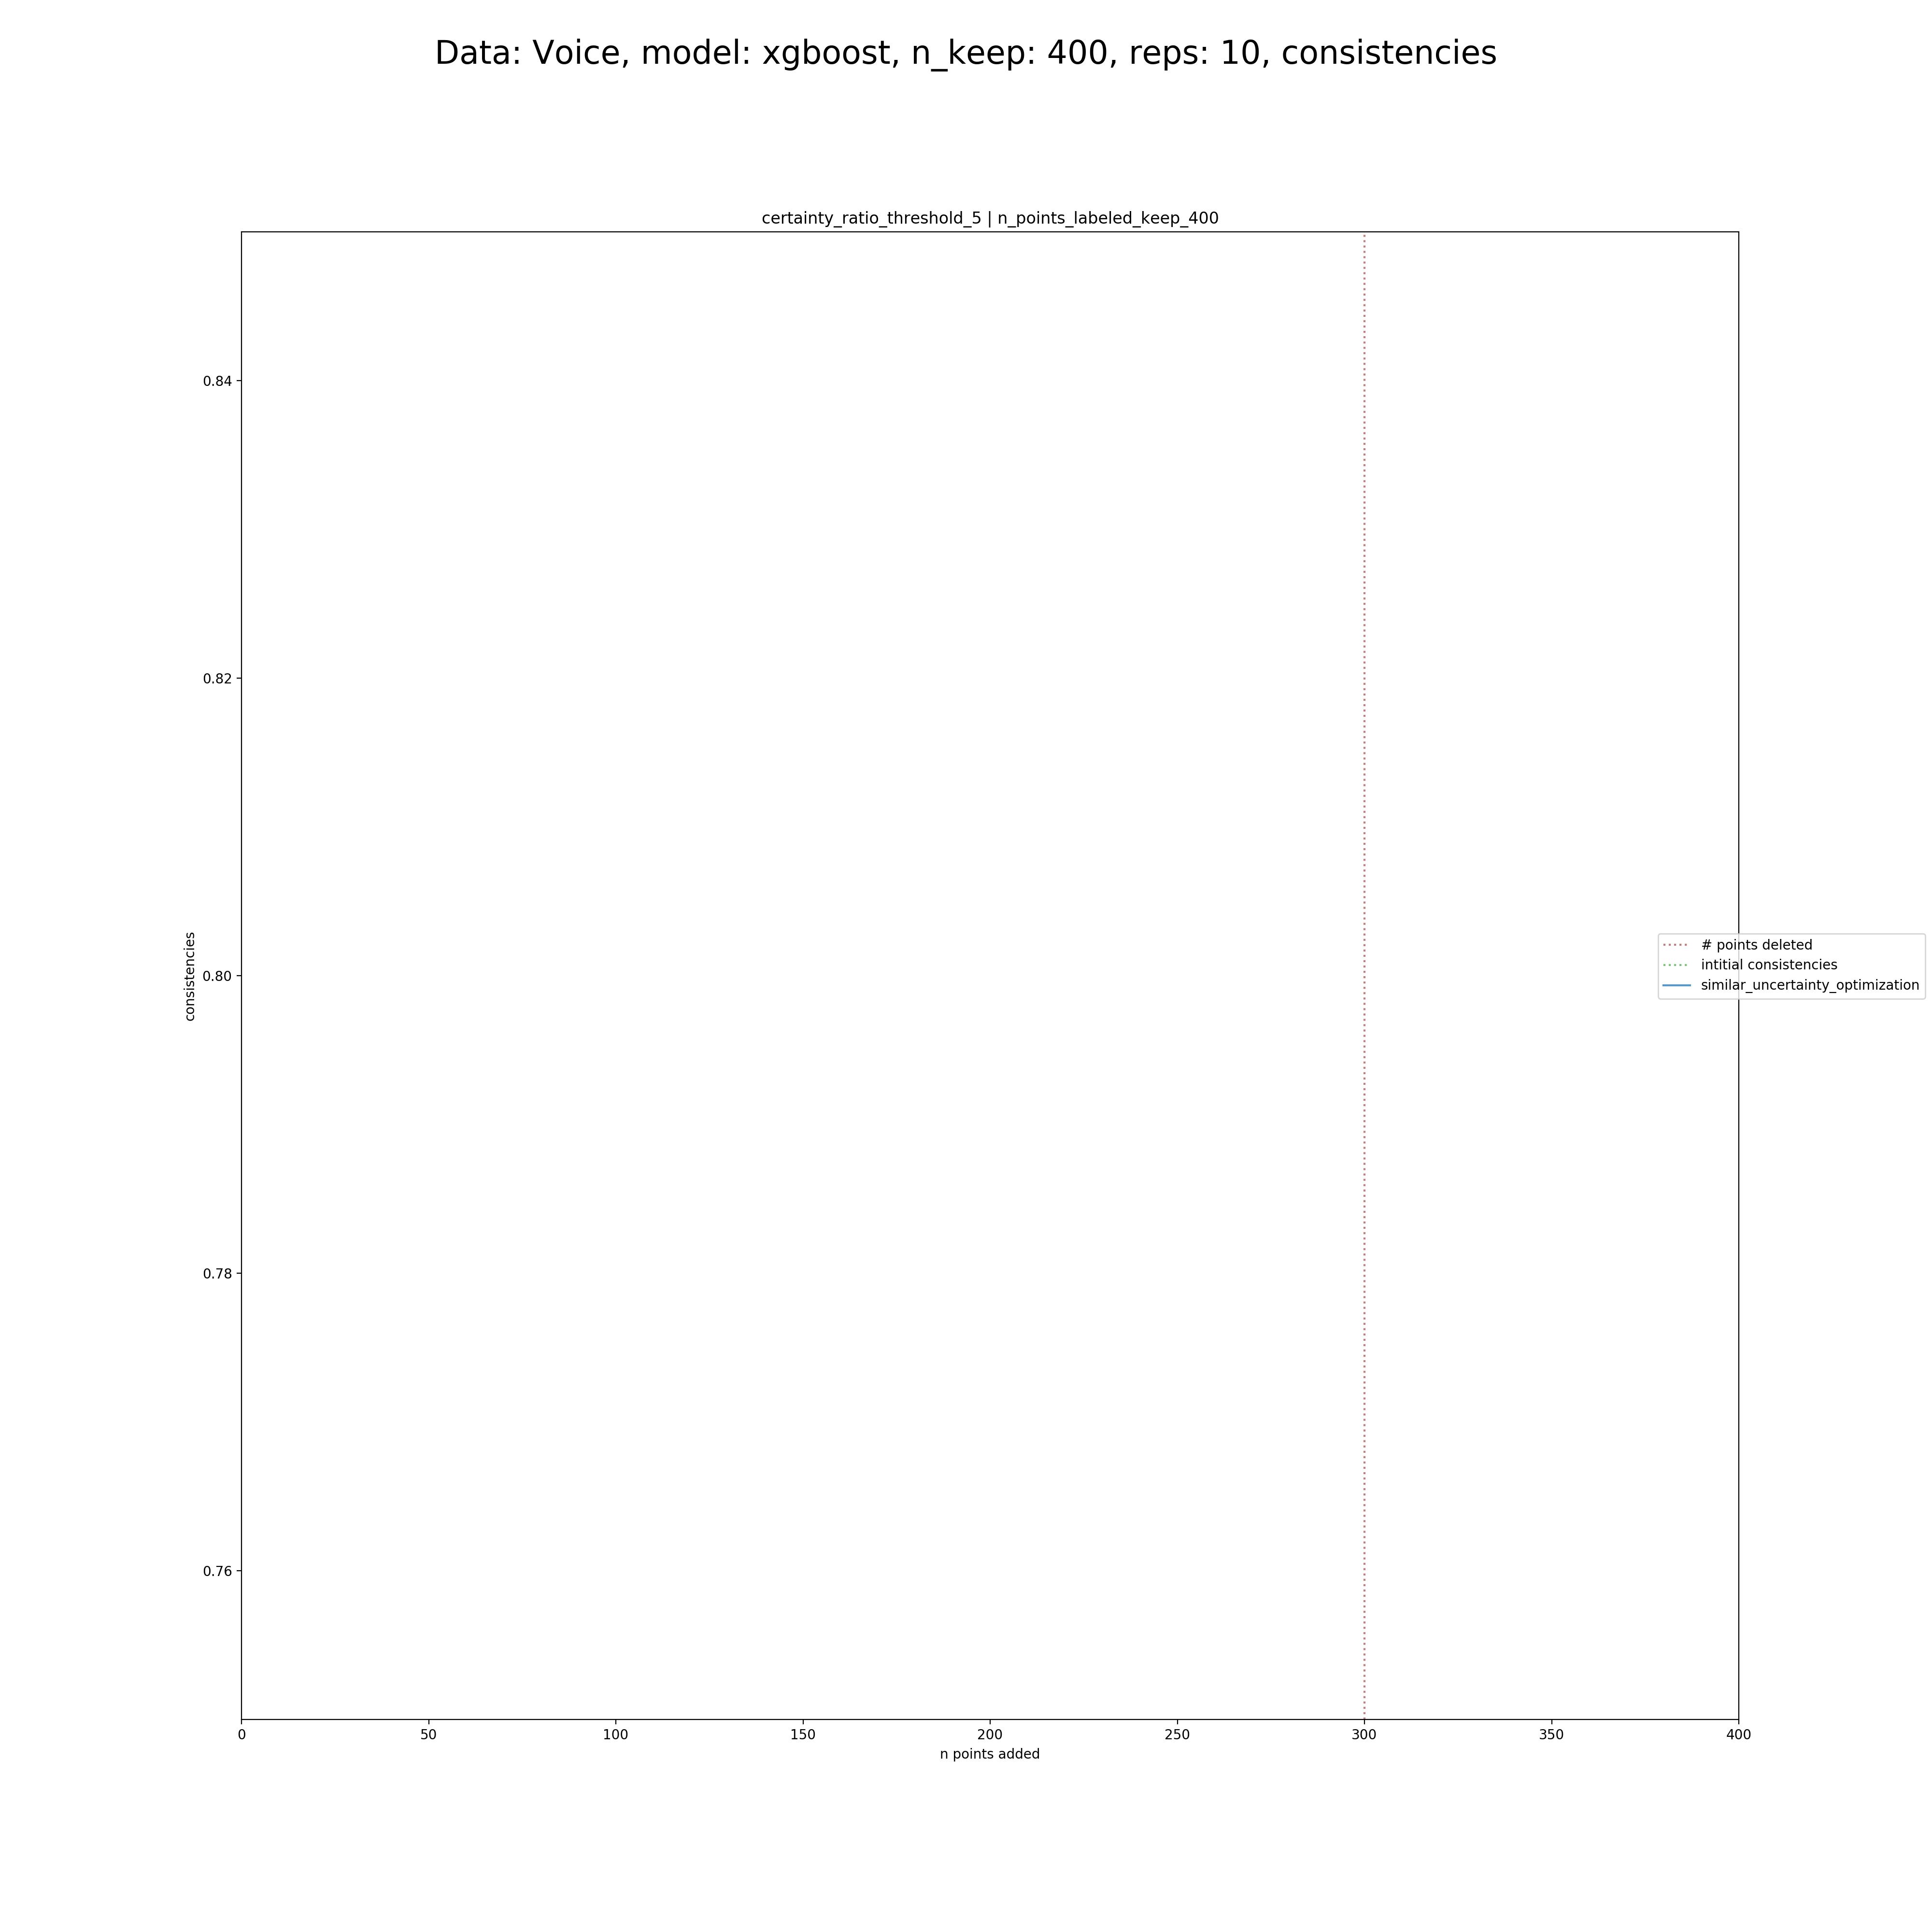 Data: Voice, model: xgboost, n_keep: 400, reps: 10, consistencies
certainty_ratio_threshold_5 | n_points_labeled_keep_400
0.84
0.82
0.80
0.78
0.76
consistencies
# points deleted
intitial consistencies
similar_uncertainty_optimization
0 50 100 150 200 250 300 350 400
n points added